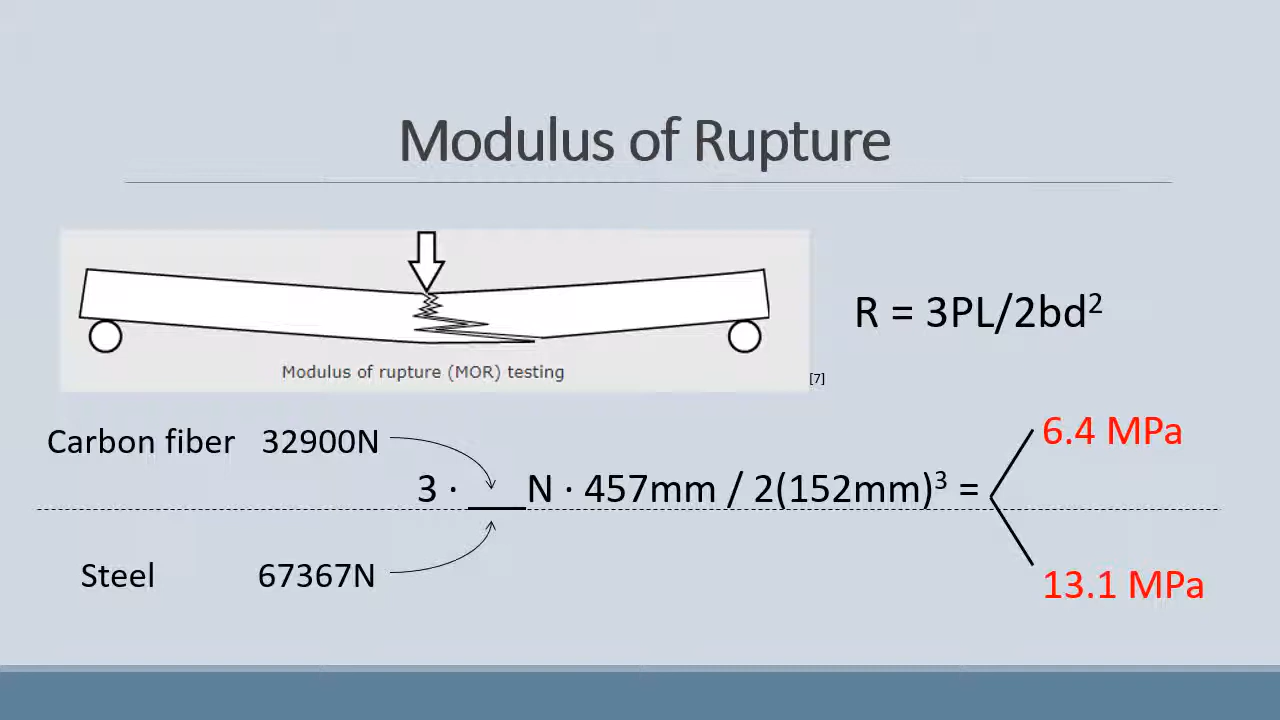 Modulus of Rupture
R = 3PL/2bd²
Modulus of rupture (MOR) testing
[7]
Carbon fiber 32900N
6.4 MPa
3 · ___N · 457mm / 2(152mm)³ =
Steel 67367N
13.1 MPa